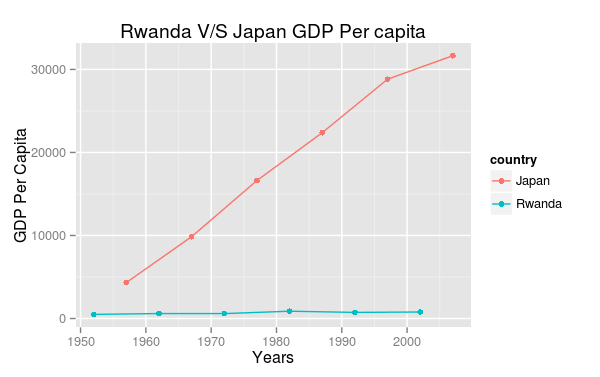 Rwanda V/S Japan GDP Per capita
GDP Per Capita
30000
20000
10000
0
1950 1960 1970 1980 1990 2000
Years
country
Japan
Rwanda